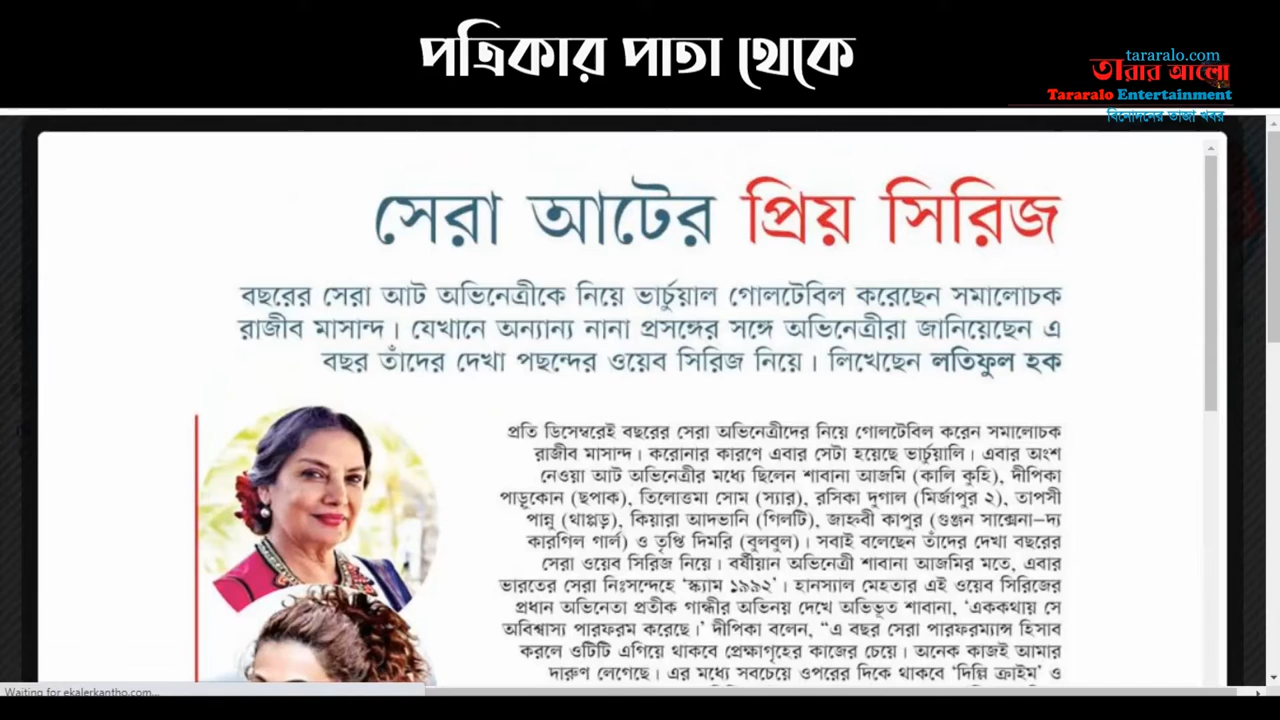 পত্রিকার পাতা থেকে
tararalo.com
তারার আলো
Tararalo Entertainment
বিনোদনের তাজা খবর
সেরা আটের প্রিয় সিরিজ
বছরের সেরা আট অভিনেত্রীকে নিয়ে ভার্চুয়াল গোলটেবিল করেছেন সমালোচক
রাজীব মাসান্দ। যেখানে অন্যান্য নানা প্রসঙ্গের সঙ্গে অভিনেত্রীরা জানিয়েছেন এ
বছর তাঁদের দেখা পছন্দের ওয়েব সিরিজ নিয়ে। লিখেছেন লতিফুল হক
প্রতি ডিসেম্বরেই বছরের সেরা অভিনেত্রীদের নিয়ে গোলটেবিল করেন সমালোচক
রাজীব মাসান্দ। করোনার কারণে এবার সেটা হয়েছে ভার্চুয়ালি। এবার অংশ
নেওয়া আট অভিনেত্রীর মধ্যে ছিলেন শাবানা আজমি (কালি কুহি), দীপিকা
পাড়ূকোন (ছপাক), তিলোত্তমা সোম (স্যার), রসিকা দুগাল (মির্জাপুর ২), তাপসী
পান্নু (থাপ্পড়), কিয়ারা আদভানি (গিলটি), জাহ্নবী কাপুর (গুঞ্জন সাক্সেনা–দ্য
কারগিল গার্ল) ও তৃপ্তি দিমরি (বুলবুল)। সবাই বলেছেন তাঁদের দেখা বছরের
সেরা ওয়েব সিরিজ নিয়ে। বর্ষীয়ান অভিনেত্রী শাবানা আজমির মতে, এবার
ভারতের সেরা নিঃসন্দেহে ‘স্ক্যাম ১৯৯২’। হানস্যাল মেহতার এই ওয়েব সিরিজের
প্রধান অভিনেতা প্রতীক গান্ধীর অভিনয় দেখে অভিভূত শাবানা, ‘এককথায় সে
অবিশ্বাস্য পারফরম করেছে।’ দীপিকা বলেন, “এ বছর সেরা পারফরম্যান্স হিসাব
করলে ওটিটি এগিয়ে থাকবে প্রেক্ষাগৃহের কাজের চেয়ে। অনেক কাজই আমার
দারুণ লেগেছে। এর মধ্যে সবচেয়ে ওপরের দিকে থাকবে ‘দিল্লি ক্রাইম’ ও
Waiting for ekalerkantho.com...